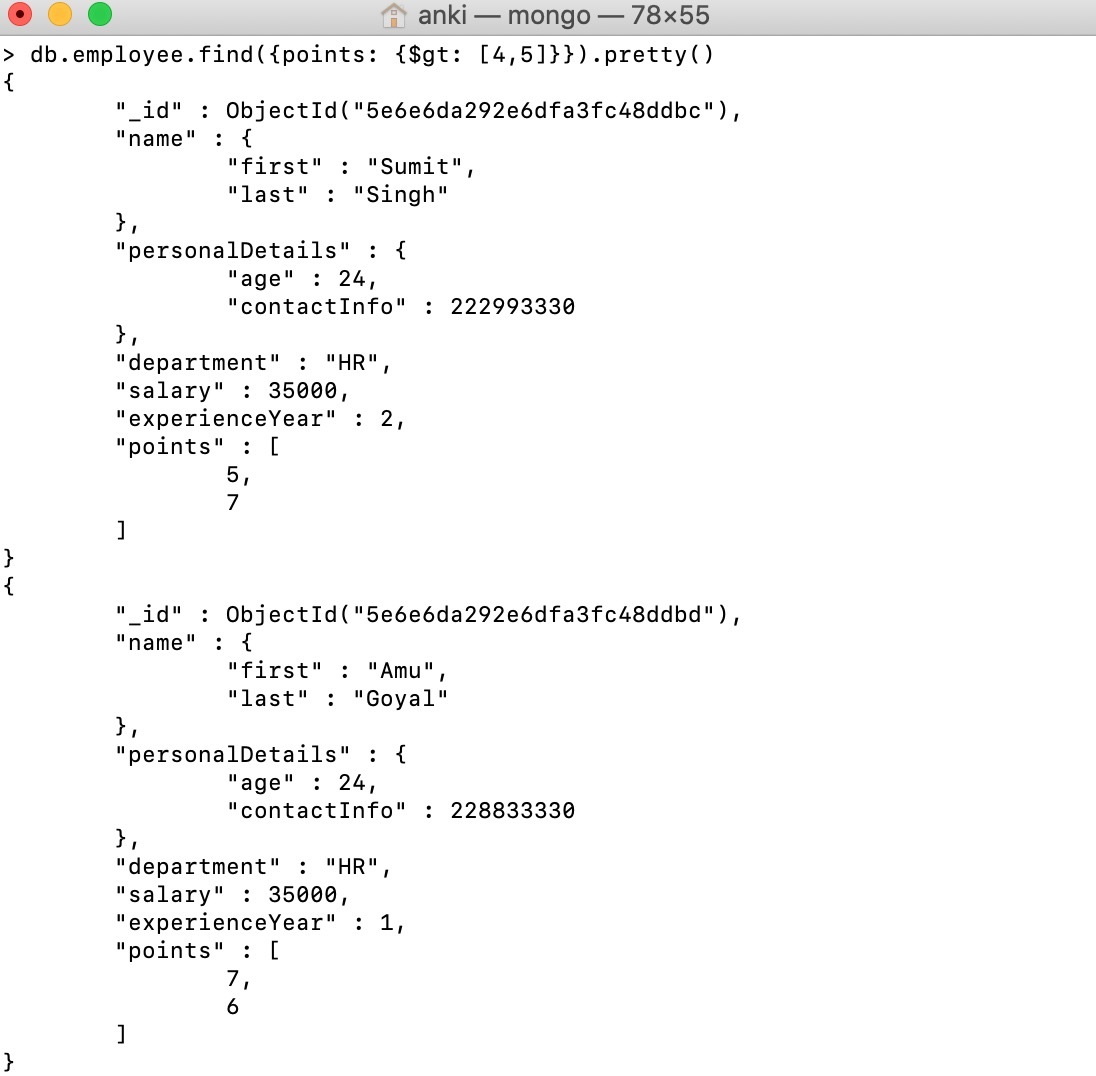 anki — mongo — 78×55
> db.employee.find({points: {$gt: [4,5]}}).pretty()
{
        "_id" : ObjectId("5e6e6da292e6dfa3fc48ddbc"),
        "name" : {
                "first" : "Sumit",
                "last" : "Singh"
        },
        "personalDetails" : {
                "age" : 24,
                "contactInfo" : 222993330
        },
        "department" : "HR",
        "salary" : 35000,
        "experienceYear" : 2,
        "points" : [
                5,
                7
        ]
}
{
        "_id" : ObjectId("5e6e6da292e6dfa3fc48ddbd"),
        "name" : {
                "first" : "Amu",
                "last" : "Goyal"
        },
        "personalDetails" : {
                "age" : 24,
                "contactInfo" : 228833330
        },
        "department" : "HR",
        "salary" : 35000,
        "experienceYear" : 1,
        "points" : [
                7,
                6
        ]
}